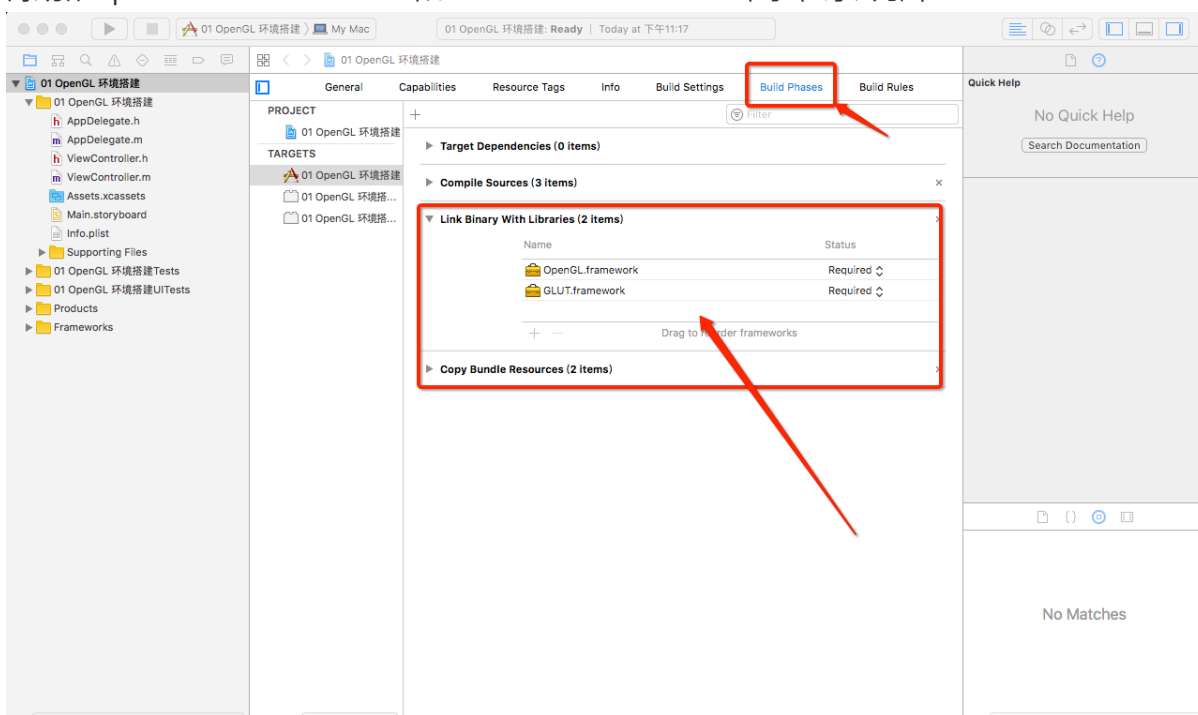 01 OpenGL 环境搭建 〉 My Mac
01 OpenGL 环境搭建: Ready | Today at 下午11:17
01 OpenGL 环境搭建
01 OpenGL 环境搭建
AppDelegate.h
AppDelegate.m
ViewController.h
ViewController.m
Assets.xcassets
Main.storyboard
Info.plist
Supporting Files
01 OpenGL 环境搭建Tests
01 OpenGL 环境搭建UITests
Products
Frameworks
01 OpenGL 环境搭建
General Capabilities Resource Tags Info Build Settings Build Phases Build Rules
PROJECT
01 OpenGL 环境搭建
TARGETS
01 OpenGL 环境搭建
01 OpenGL 环境搭...
01 OpenGL 环境搭...
Filter
Target Dependencies (0 items)
Compile Sources (3 items)
Link Binary With Libraries (2 items)
Name Status
OpenGL.framework Required
GLUT.framework Required
Drag to reorder frameworks
Copy Bundle Resources (2 items)
Quick Help
No Quick Help
Search Documentation
No Matches